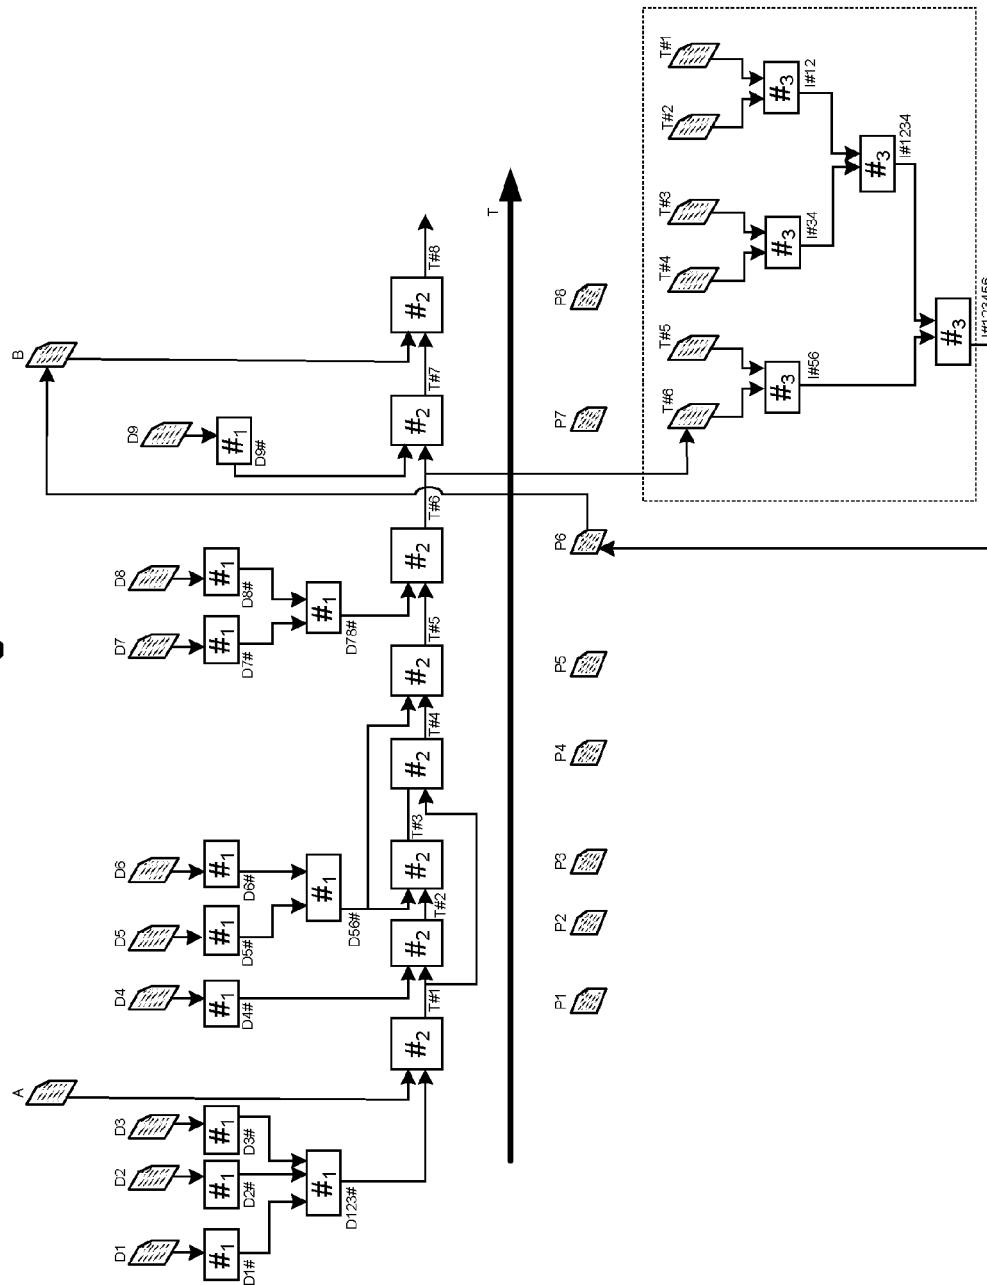 A B
D1 D2 D3 D4 D5 D6 D7 D8 D9
#1 #1 #1 #1 #1 #1 #1 #1 #1
D1# D2# D3# D4# D5# D6# D7# D8# D9#
#1 #1 #1
D123# D56# D78#
#2 #2 #2 #2 #2 #2 #2 #2
T#1 T#2 T#3 T#4 T#5 T#6 T#7 T#8
T
P1 P2 P3 P4 P5 P6 P7 P8
T#6 T#5 T#4 T#3 T#2 T#1
#3 #3 #3
I#56 I#34 I#12
#3
I#1234
#3
I#123456